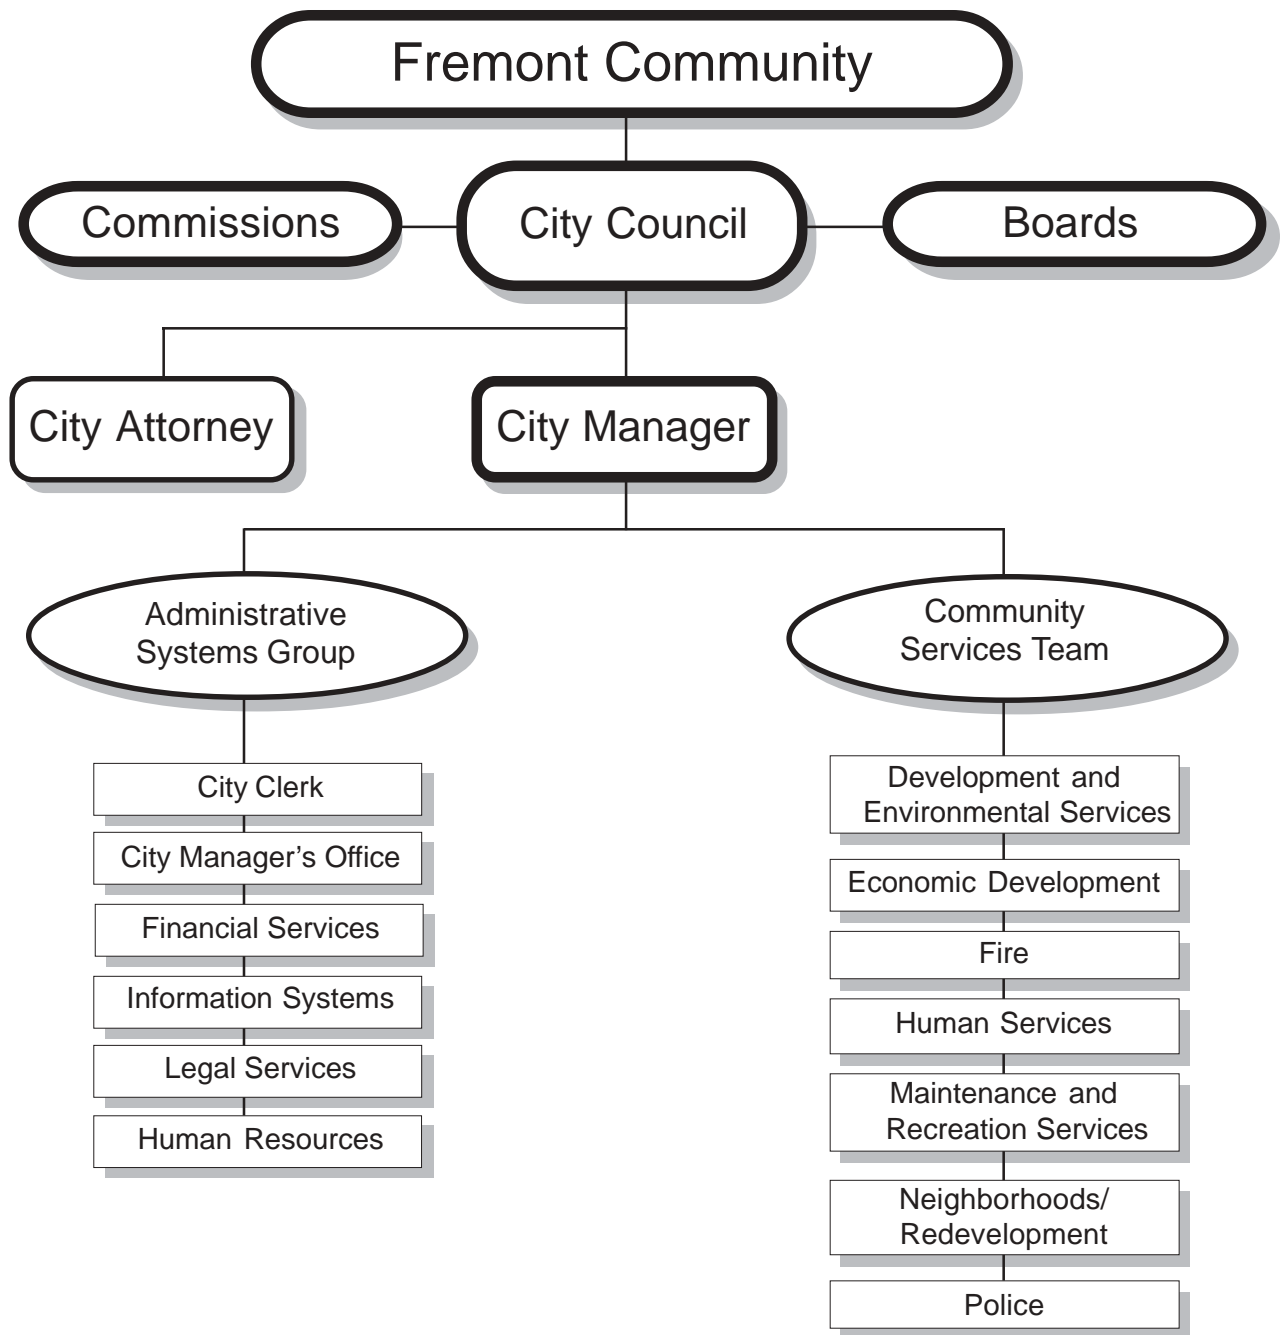 Fremont Community
Commissions
City Council
Boards
City Attorney
City Manager
Administrative
Systems Group
City Clerk
City Manager’s Office
Financial Services
Information Systems
Legal Services
Human Resources
Community
Services Team
Development and
Environmental Services
Economic Development
Fire
Human Services
Maintenance and
Recreation Services
Neighborhoods/
Redevelopment
Police